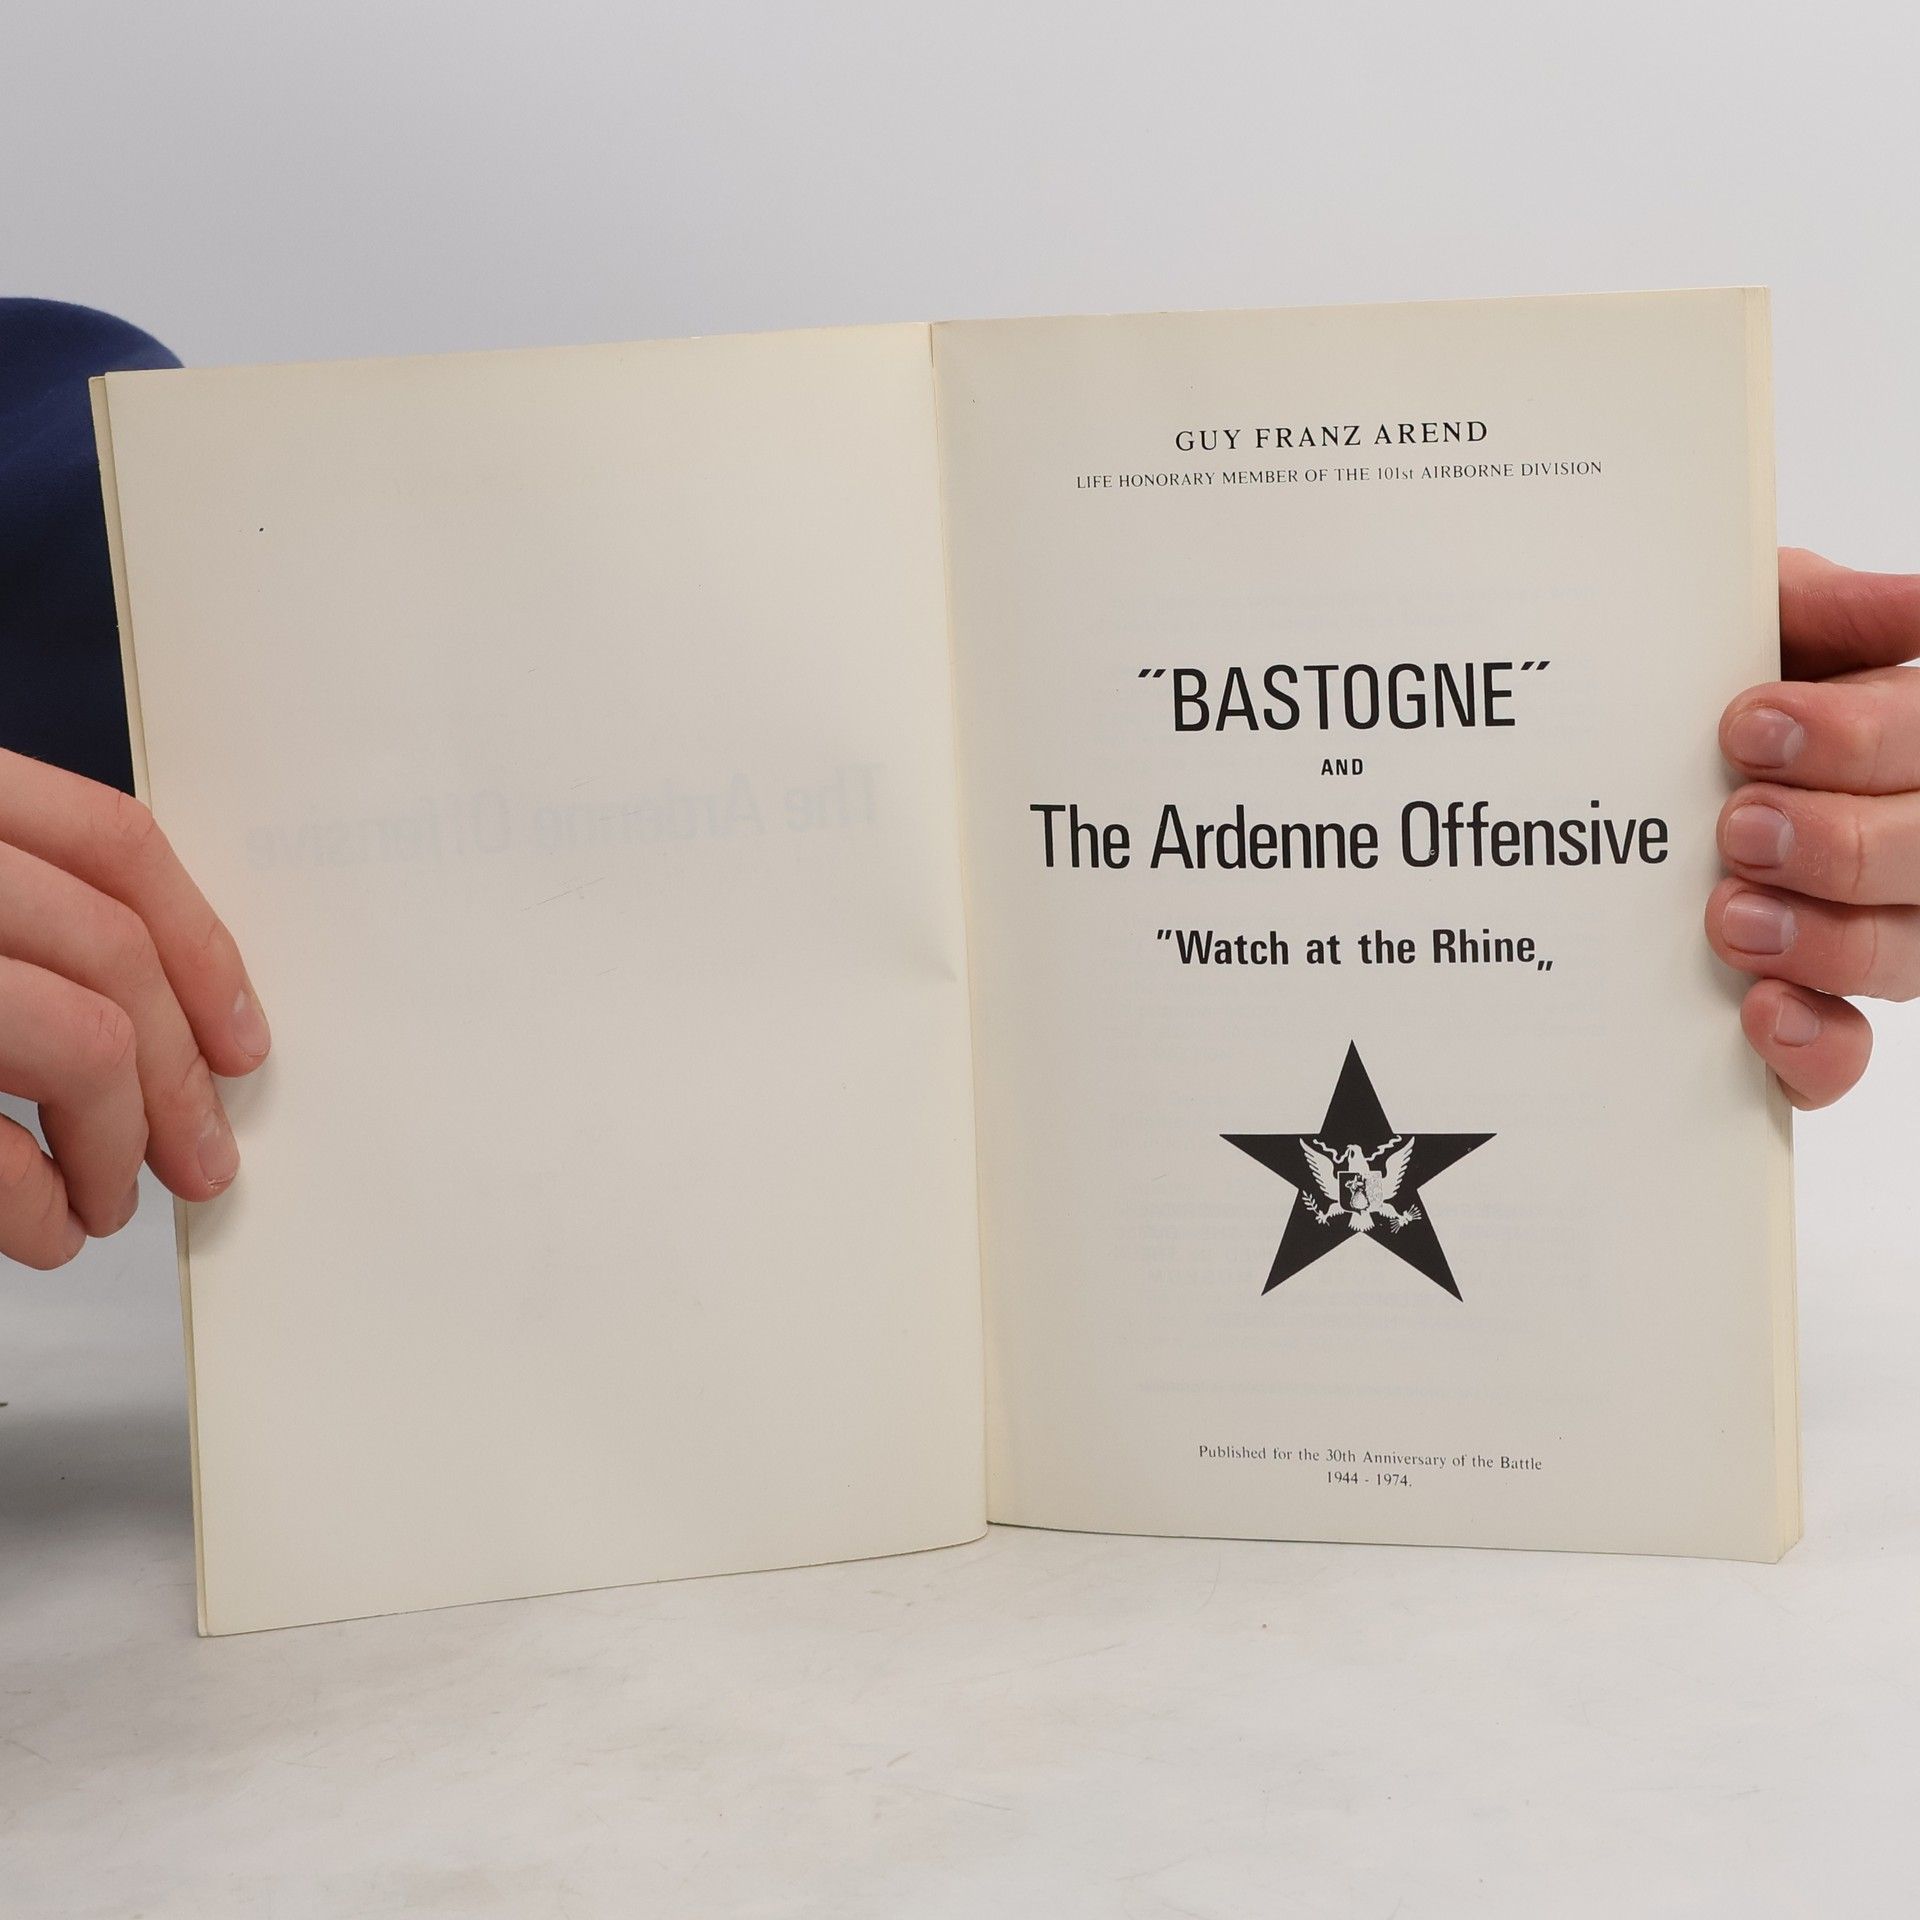 GUY FRANZ AREND
LIFE HONORARY MEMBER OF THE 101st AIRBORNE DIVISION
"BASTOGNE"
AND
The Ardenne Offensive
"Watch at the Rhine„
Published for the 30th Anniversary of the Battle
1944 - 1974.